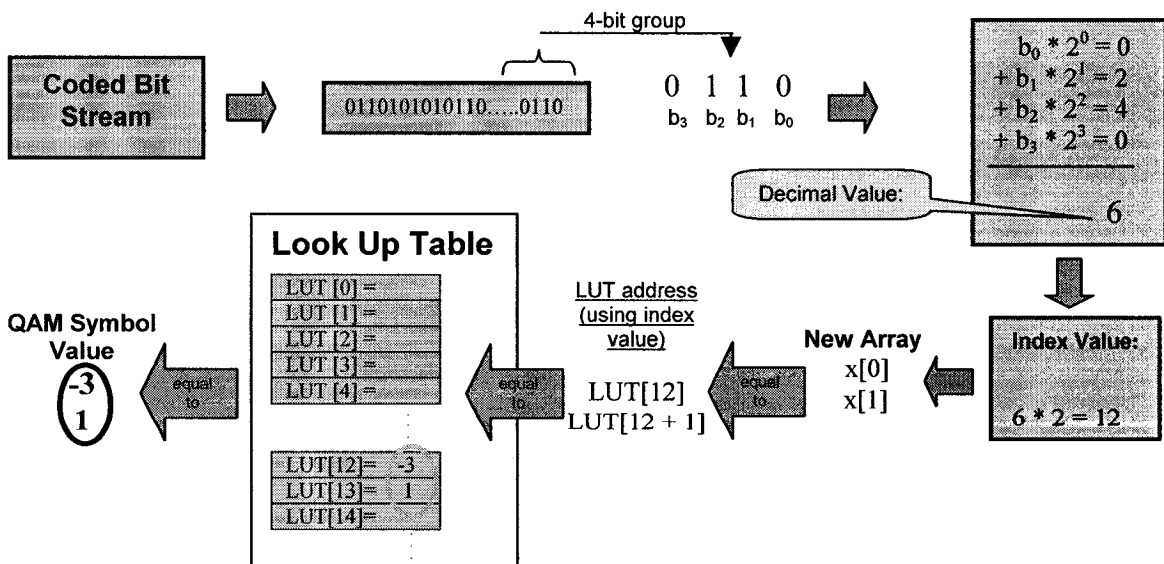 4-bit group
Coded Bit
Stream
0110101010110.....0110
0 1 1 0
b3 b2 b1 b0
b0 * 2^0 = 0
+ b1 * 2^1 = 2
+ b2 * 2^2 = 4
+ b3 * 2^3 = 0
Decimal Value:
6
Index Value:
6 * 2 = 12
New Array
x[0]
x[1]
equal
to
LUT address
(using index
value)
LUT[12]
LUT[12 + 1]
equal
to
Look Up Table
LUT [0] =
LUT [1] =
LUT [2] =
LUT [3] =
LUT [4] =
LUT[12]= -3
LUT[13]= 1
LUT[14]=
equal
to
QAM Symbol
Value
-3
1